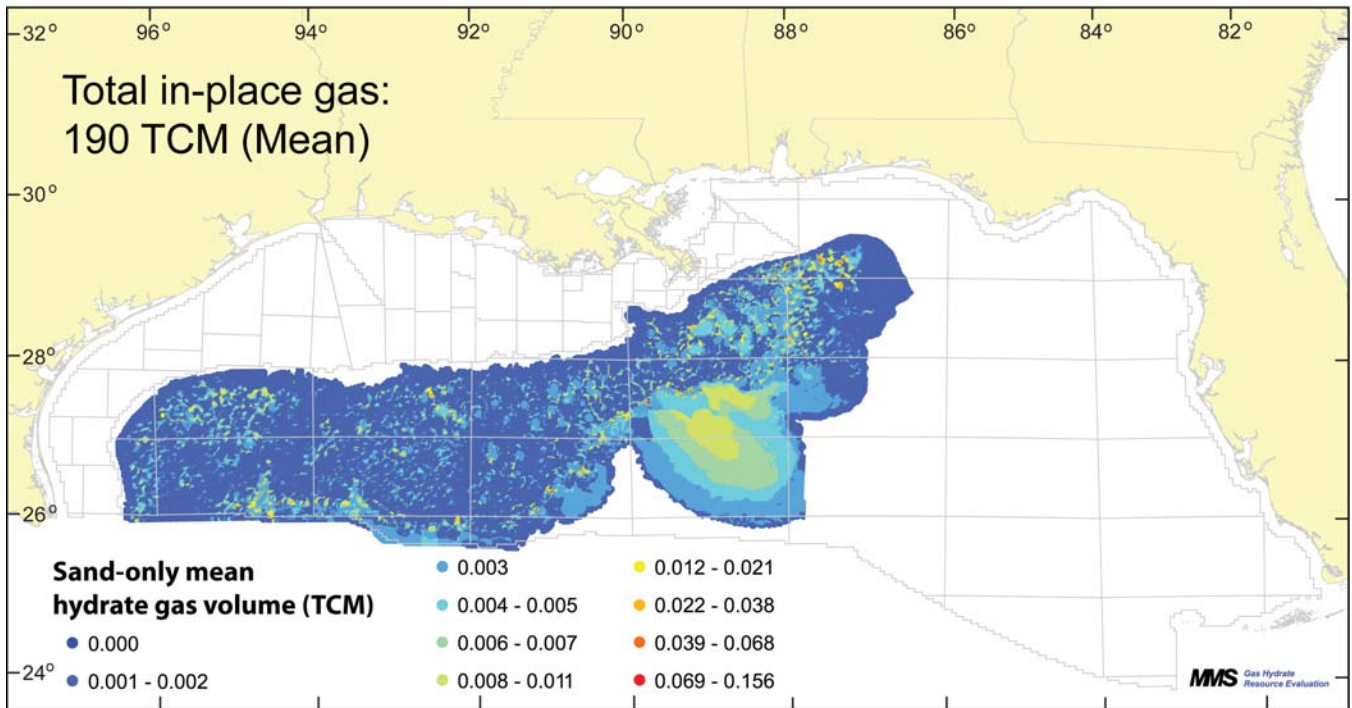 32°
96°
94°
92°
90°
88°
86°
84°
82°
Total in-place gas:
190 TCM (Mean)
30°
28°
26°
24°
Sand-only mean
hydrate gas volume (TCM)
0.000
0.001 - 0.002
0.003
0.004 - 0.005
0.006 - 0.007
0.008 - 0.011
0.012 - 0.021
0.022 - 0.038
0.039 - 0.068
0.069 - 0.156
MMS Gas Hydrate
Resource Evaluation